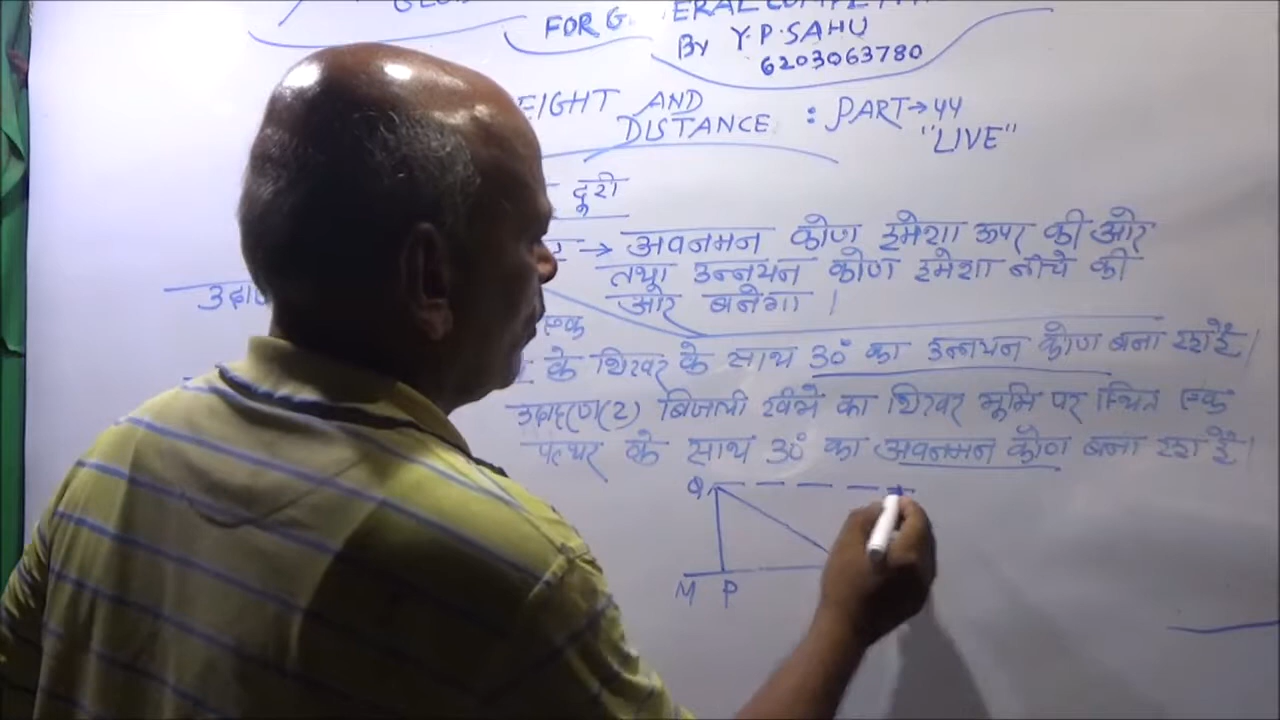 FOR G ERAL COMPET
By Y.P.SAHU
6203063780
EIGHT AND
DISTANCE : PART→44
"LIVE"
दूरी
→ अवनमन कोण हमेशा ऊपर की ओर
तथा उन्नयन कोण हमेशा नीचे की
ओर बनेगा ।
एक
के शिखर के साथ 30° का उन्नयन कोण बना रहा है।
उदाहरण(2) बिजली खंभे का शिखर भूमि पर स्थित एक
पत्थर के साथ 30° का अवनमन कोण बना रहा है।
Q
M P